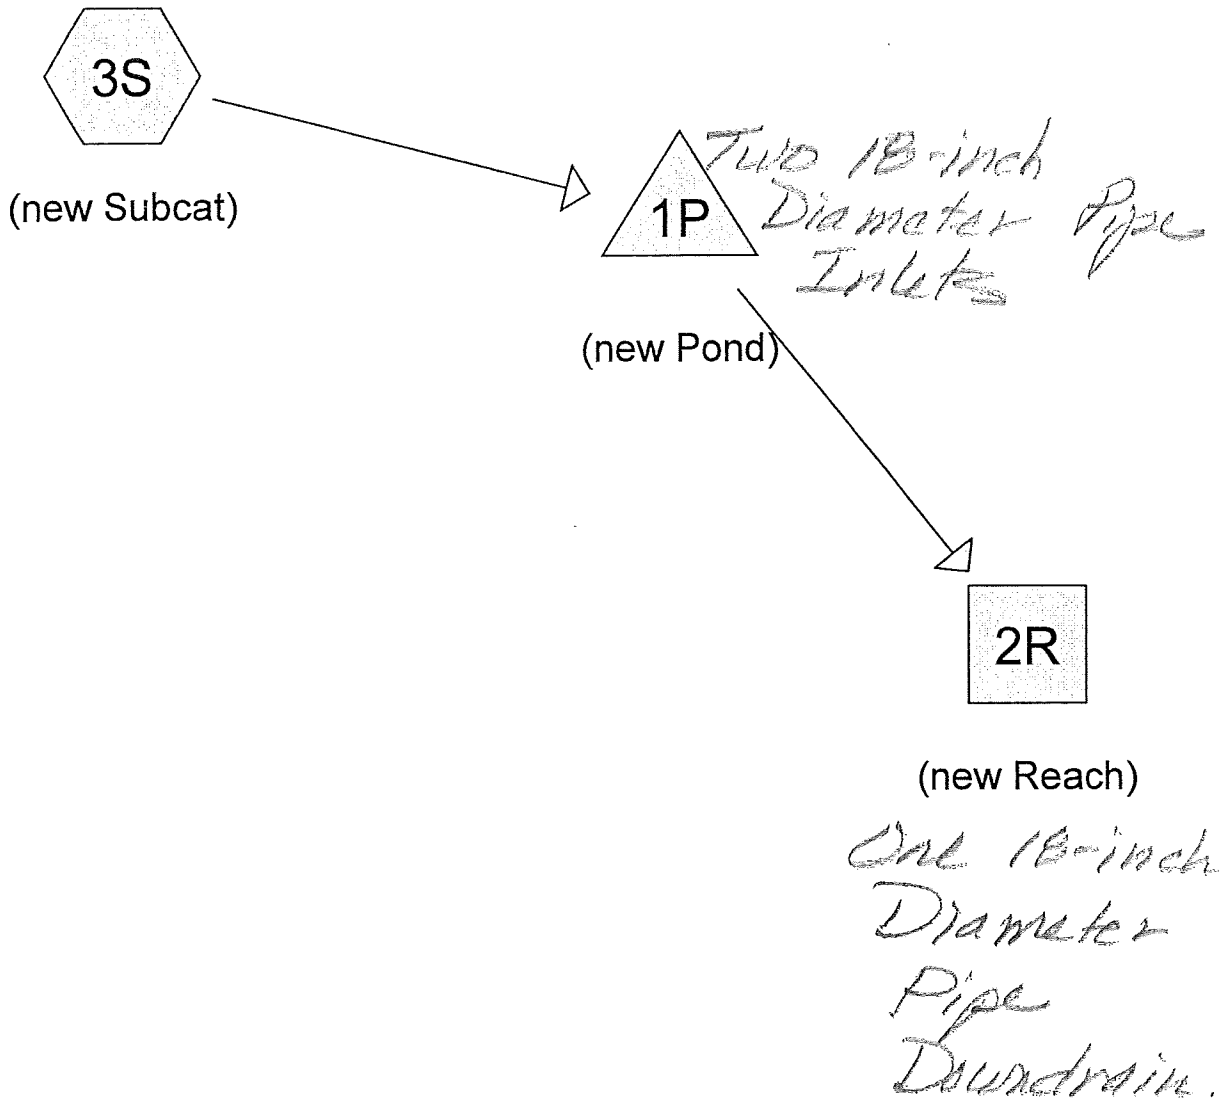 3S
(new Subcat)
1P
Two 18-inch
Diameter Pipe
Inlets
(new Pond)
2R
(new Reach)
One 18-inch
Diameter
Pipe
Downdrain.